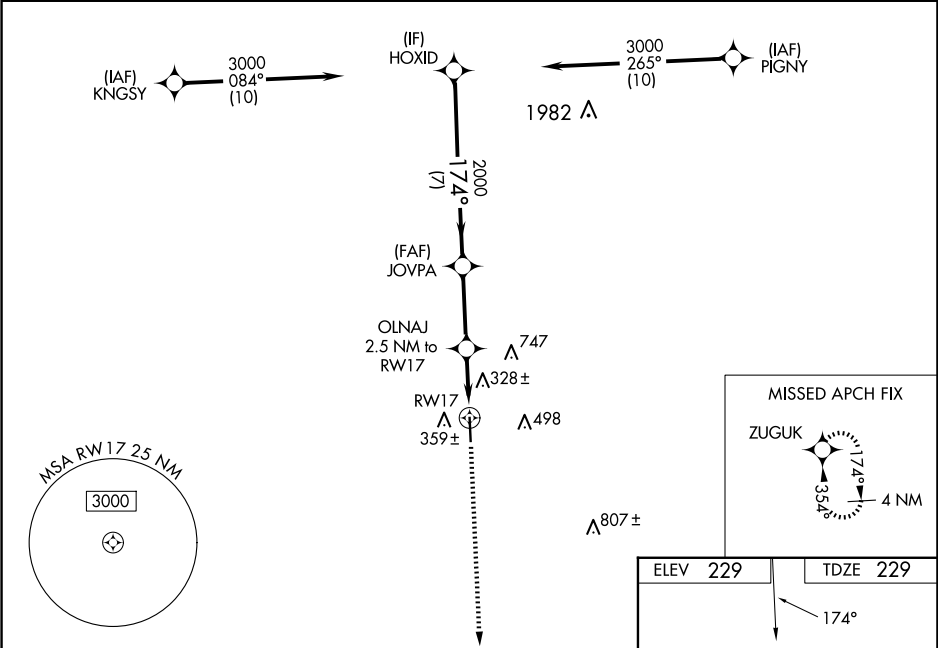 (IAF)
KNGSY
3000
084°
(10)
(IF)
HOXID
3000
265°
(10)
(IAF)
PIGNY
1982
2000
174°
(7)
(FAF)
JOVPA
OLNAJ
2.5 NM to
RW17
747
328±
RW17
359±
498
807±
MSA RW17 25 NM
3000
MISSED APCH FIX
ZUGUK
174°
354°
4 NM
ELEV 229
TDZE 229
174°